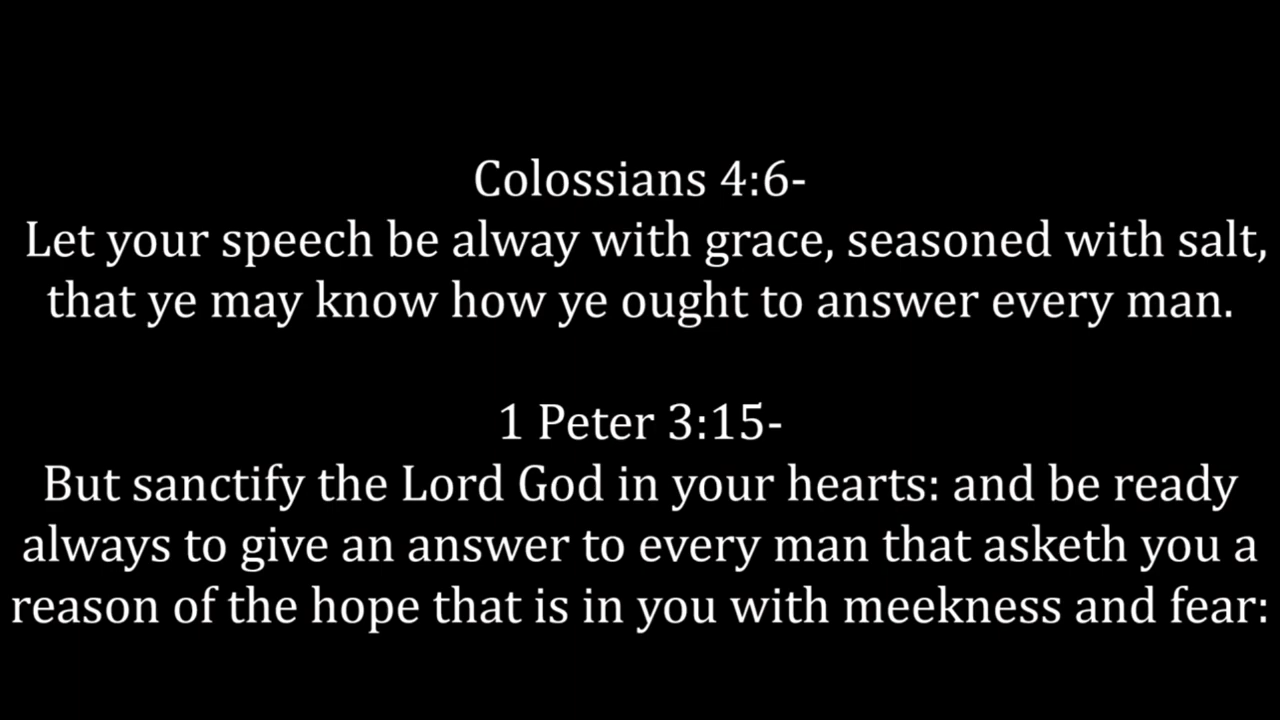 Colossians 4:6-
Let your speech be alway with grace, seasoned with salt,
that ye may know how ye ought to answer every man.
1 Peter 3:15-
But sanctify the Lord God in your hearts: and be ready
always to give an answer to every man that asketh you a
reason of the hope that is in you with meekness and fear: